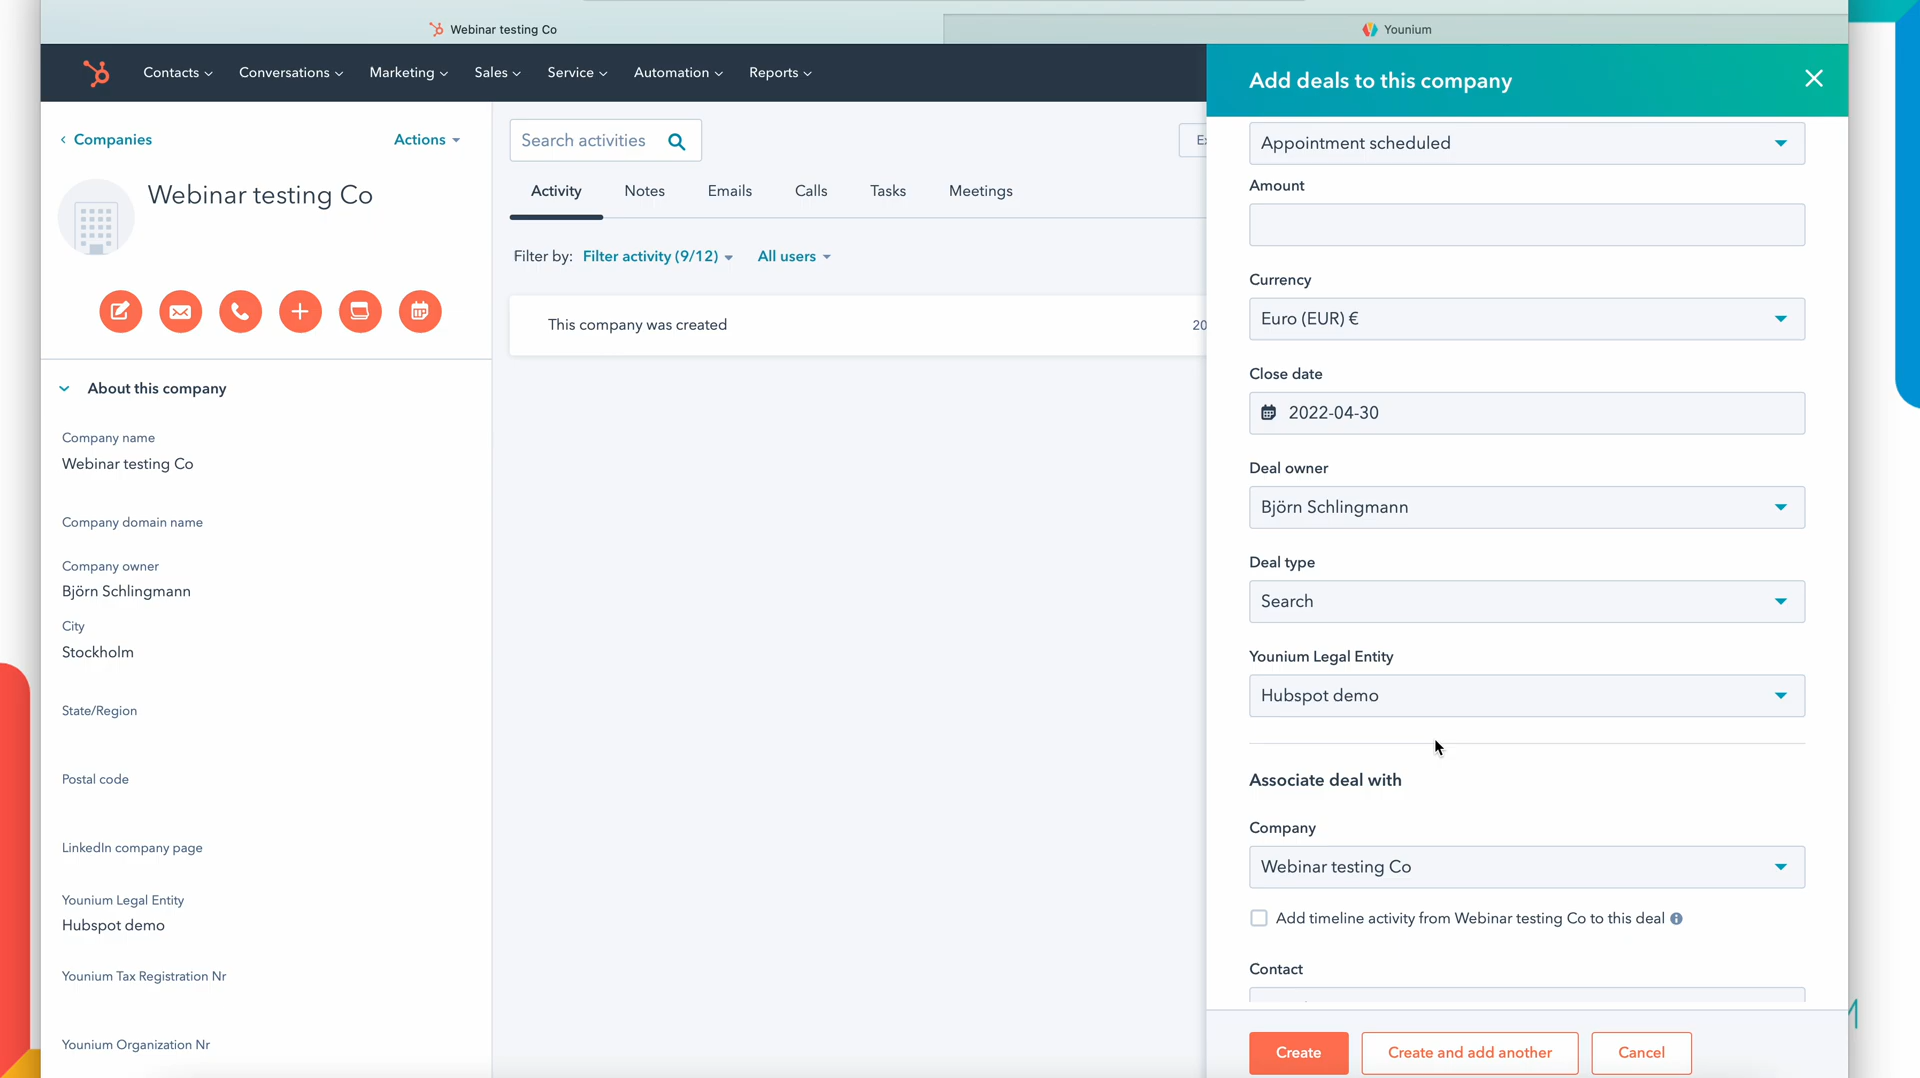 Webinar testing Co
Younium
Contacts
Conversations
Marketing
Sales
Service
Automation
Reports
Companies
Actions
Webinar testing Co
About this company
Company name
Webinar testing Co
Company domain name
Company owner
Björn Schlingmann
City
Stockholm
State/Region
Postal code
LinkedIn company page
Younium Legal Entity
Hubspot demo
Younium Tax Registration Nr
Younium Organization Nr
Search activities
Activity
Notes
Emails
Calls
Tasks
Meetings
Filter by:
Filter activity (9/12)
All users
This company was created
20
Add deals to this company
Appointment scheduled
Amount
Currency
Euro (EUR) €
Close date
2022-04-30
Deal owner
Björn Schlingmann
Deal type
Search
Younium Legal Entity
Hubspot demo
Associate deal with
Company
Webinar testing Co
Add timeline activity from Webinar testing Co to this deal
Contact
Create
Create and add another
Cancel